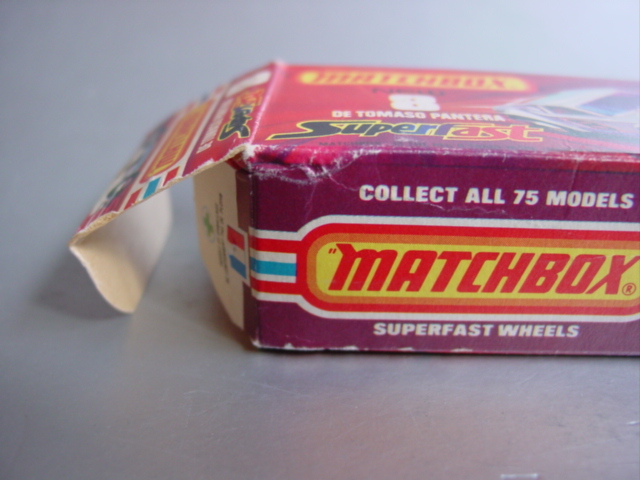 MATCHBOX
8
DE TOMASO PANTERA
Superfast
COLLECT ALL 75 MODELS
"MATCHBOX®
SUPERFAST WHEELS